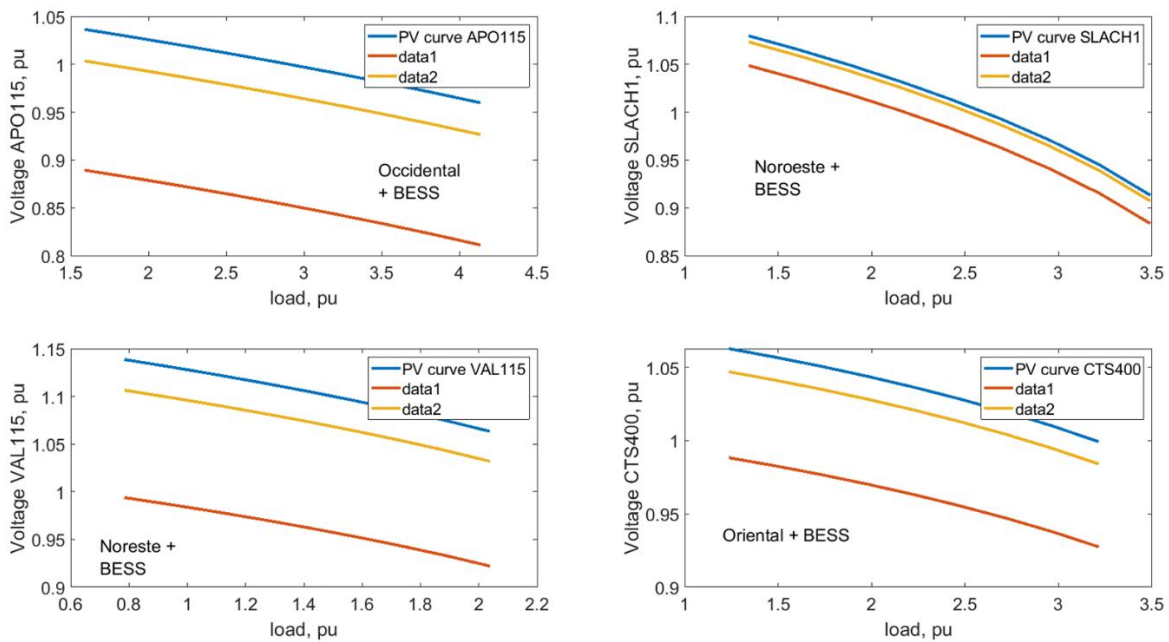 1.05
1
0.95
0.9
0.85
0.8
Voltage APO115, pu
PV curve APO115
data1
data2
Occidental
+ BESS
1.5 2 2.5 3 3.5 4 4.5
load, pu
1.1
1.05
1
0.95
0.9
0.85
Voltage SLACH1, pu
PV curve SLACH1
data1
data2
Noroeste +
BESS
1 1.5 2 2.5 3 3.5
load, pu
1.15
1.1
1.05
1
0.95
0.9
Voltage VAL115, pu
PV curve VAL115
data1
data2
Noreste +
BESS
0.6 0.8 1 1.2 1.4 1.6 1.8 2 2.2
load, pu
1.05
1
0.95
0.9
Voltage CTS400, pu
PV curve CTS400
data1
data2
Oriental + BESS
1 1.5 2 2.5 3 3.5
load, pu